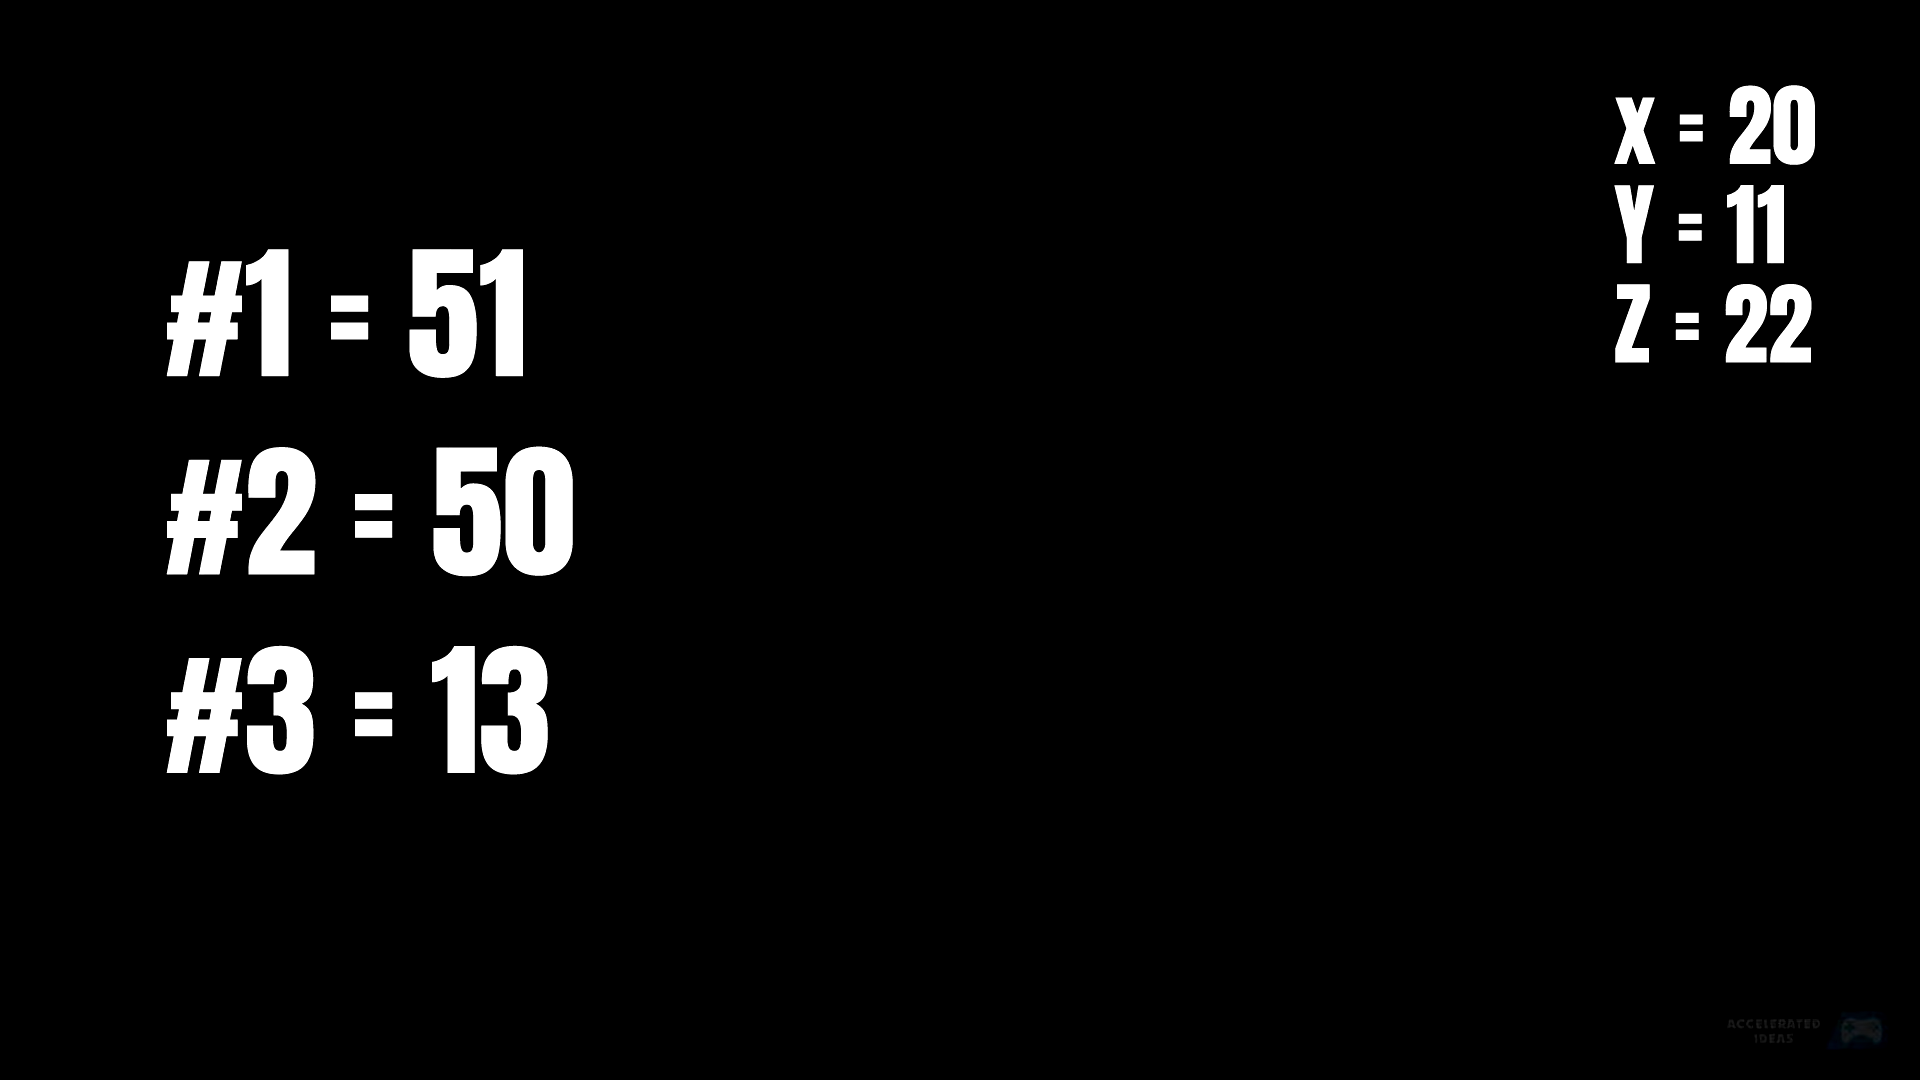 #1 = 51
#2 = 50
#3 = 13
X = 20
Y = 11
Z = 22
ACCELERATED
IDEAS